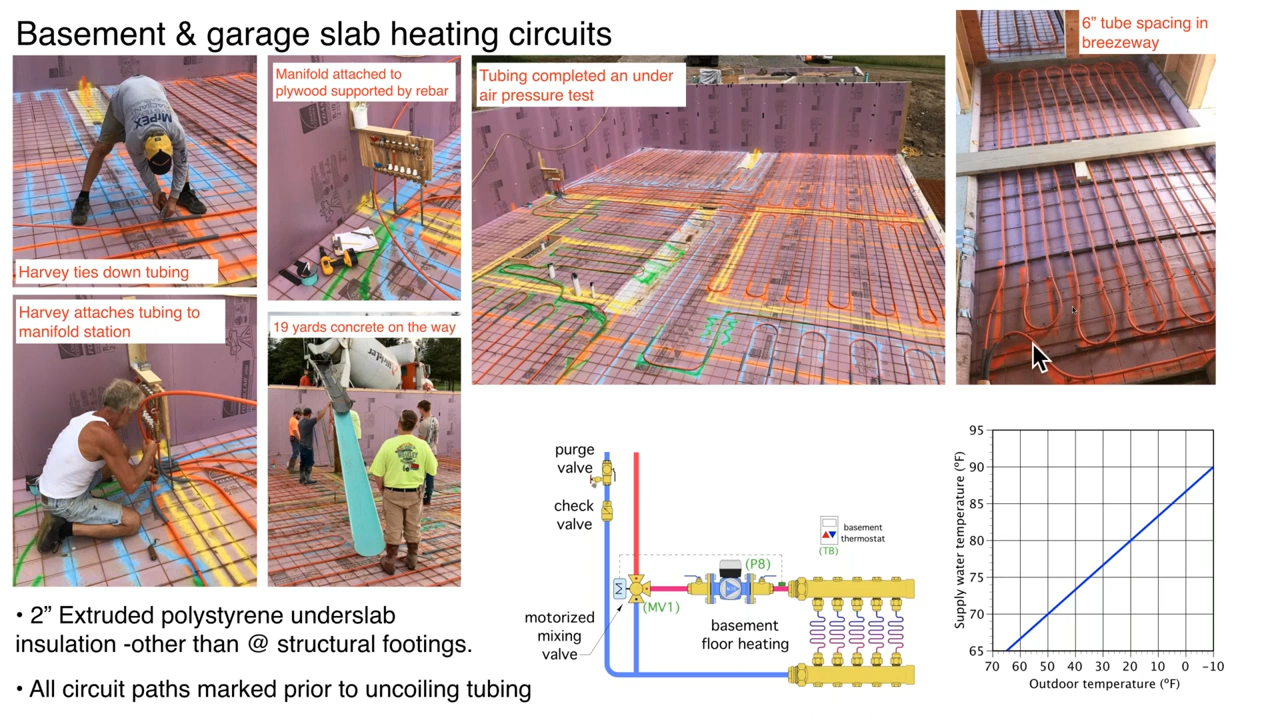 Basement & garage slab heating circuits
Harvey ties down tubing
Manifold attached to
plywood supported by rebar
Tubing completed an under
air pressure test
6” tube spacing in
breezeway
Harvey attaches tubing to
manifold station
19 yards concrete on the way
MrPEX
• 2” Extruded polystyrene underslab
insulation -other than @ structural footings.
• All circuit paths marked prior to uncoiling tubing
purge
valve
check
valve
basement
thermostat
(TB)
(P8)
M
(MV1)
motorized
mixing
valve
basement
floor heating
Supply water temperature (ºF)
95
90
85
80
75
70
65
70 60 50 40 30 20 10 0 -10
Outdoor temperature (ºF)